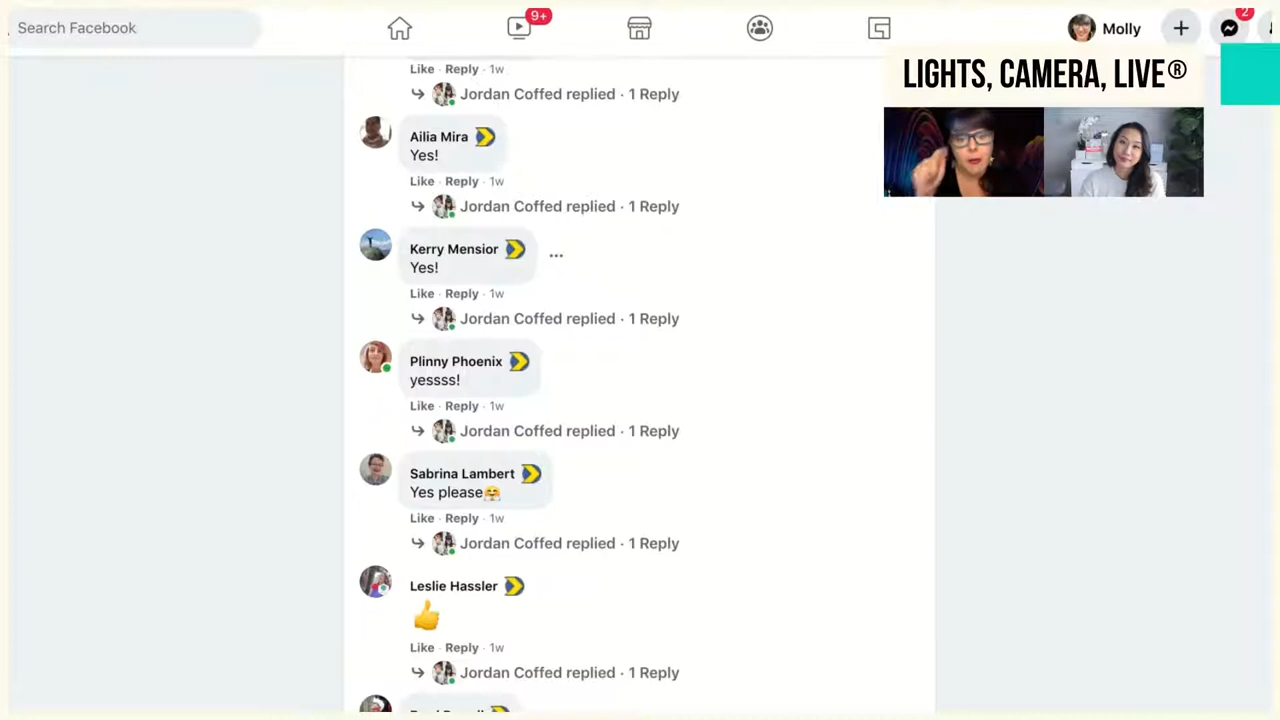 Search Facebook
9+
Molly
2
LIGHTS, CAMERA, LIVE®
Like · Reply · 1w
Jordan Coffed replied · 1 Reply
Ailia Mira
Yes!
Like · Reply · 1w
Jordan Coffed replied · 1 Reply
Kerry Mensior
Yes!
Like · Reply · 1w
Jordan Coffed replied · 1 Reply
Plinny Phoenix
yessss!
Like · Reply · 1w
Jordan Coffed replied · 1 Reply
Sabrina Lambert
Yes please🤗
Like · Reply · 1w
Jordan Coffed replied · 1 Reply
Leslie Hassler
👍
Like · Reply · 1w
Jordan Coffed replied · 1 Reply